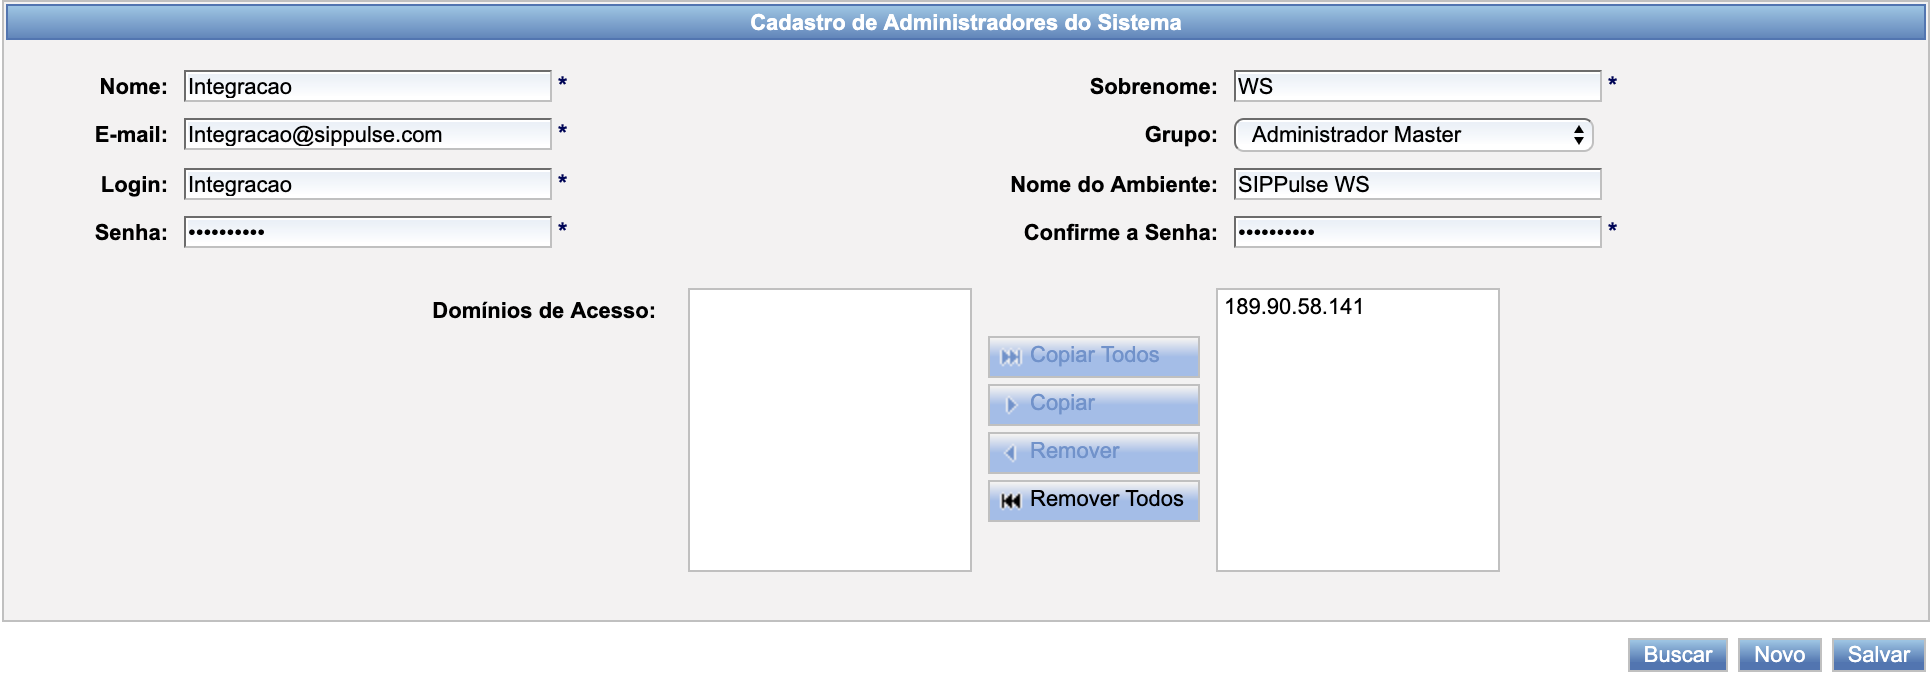 Cadastro de Administradores do Sistema
Nome: Integracao * Sobrenome: WS *
E-mail: Integracao@sippulse.com * Grupo: Administrador Master
Login: Integracao * Nome do Ambiente: SIPPulse WS
Senha: •••••••••• * Confirme a Senha: •••••••••• *
Domínios de Acesso: 189.90.58.141
Copiar Todos
Copiar
Remover
Remover Todos
Buscar Novo Salvar